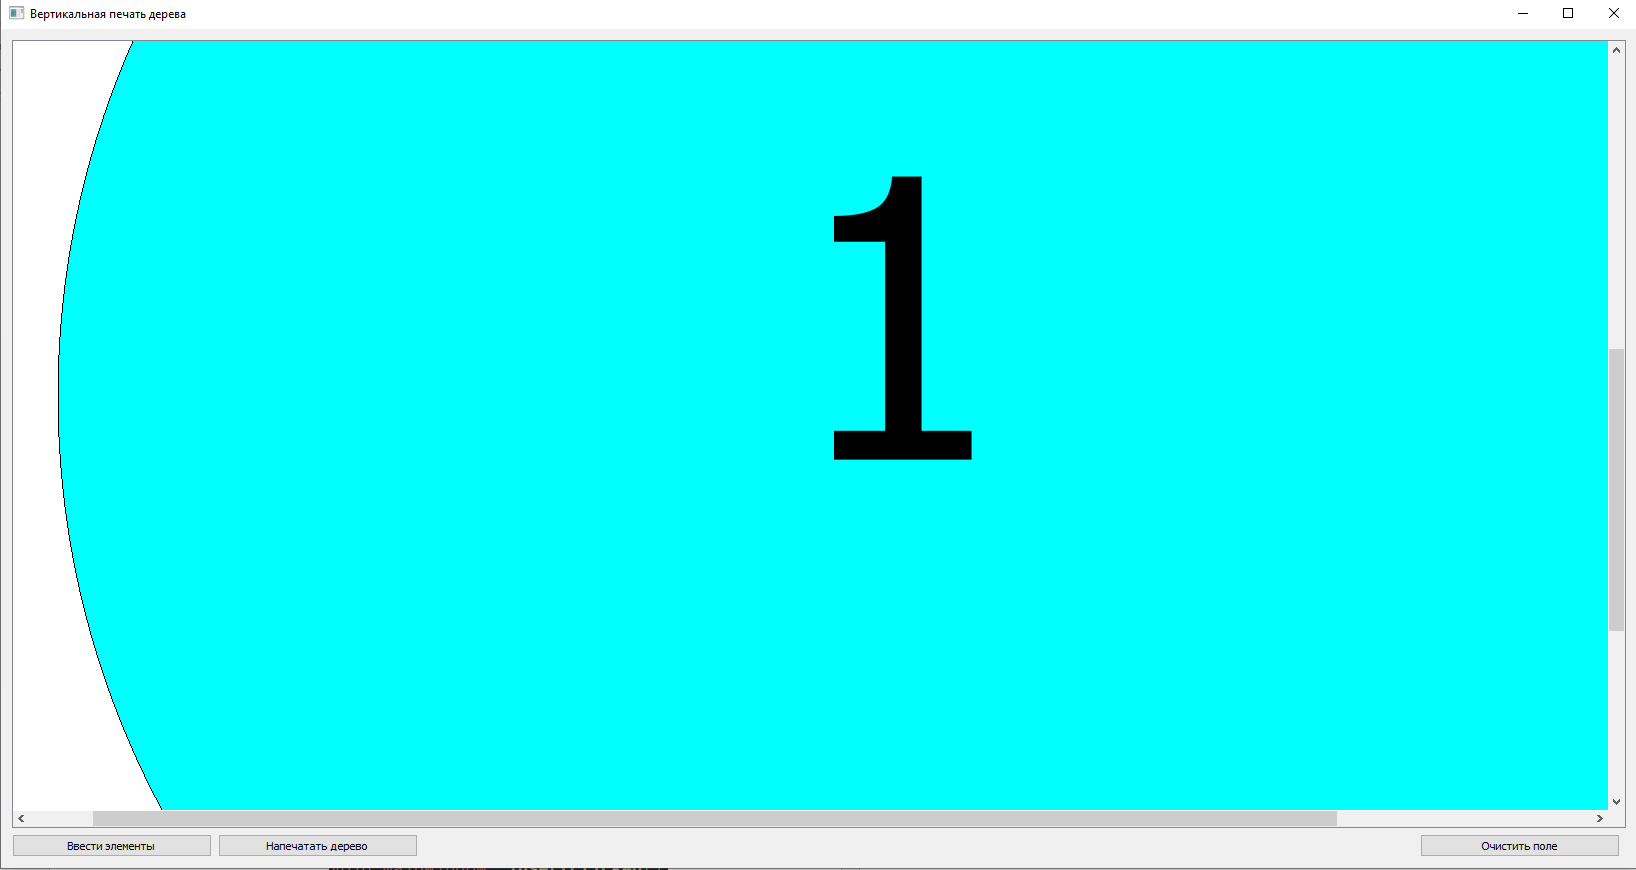 Вертикальная печать дерева
1
Ввести элементы
Напечатать дерево
Очистить поле